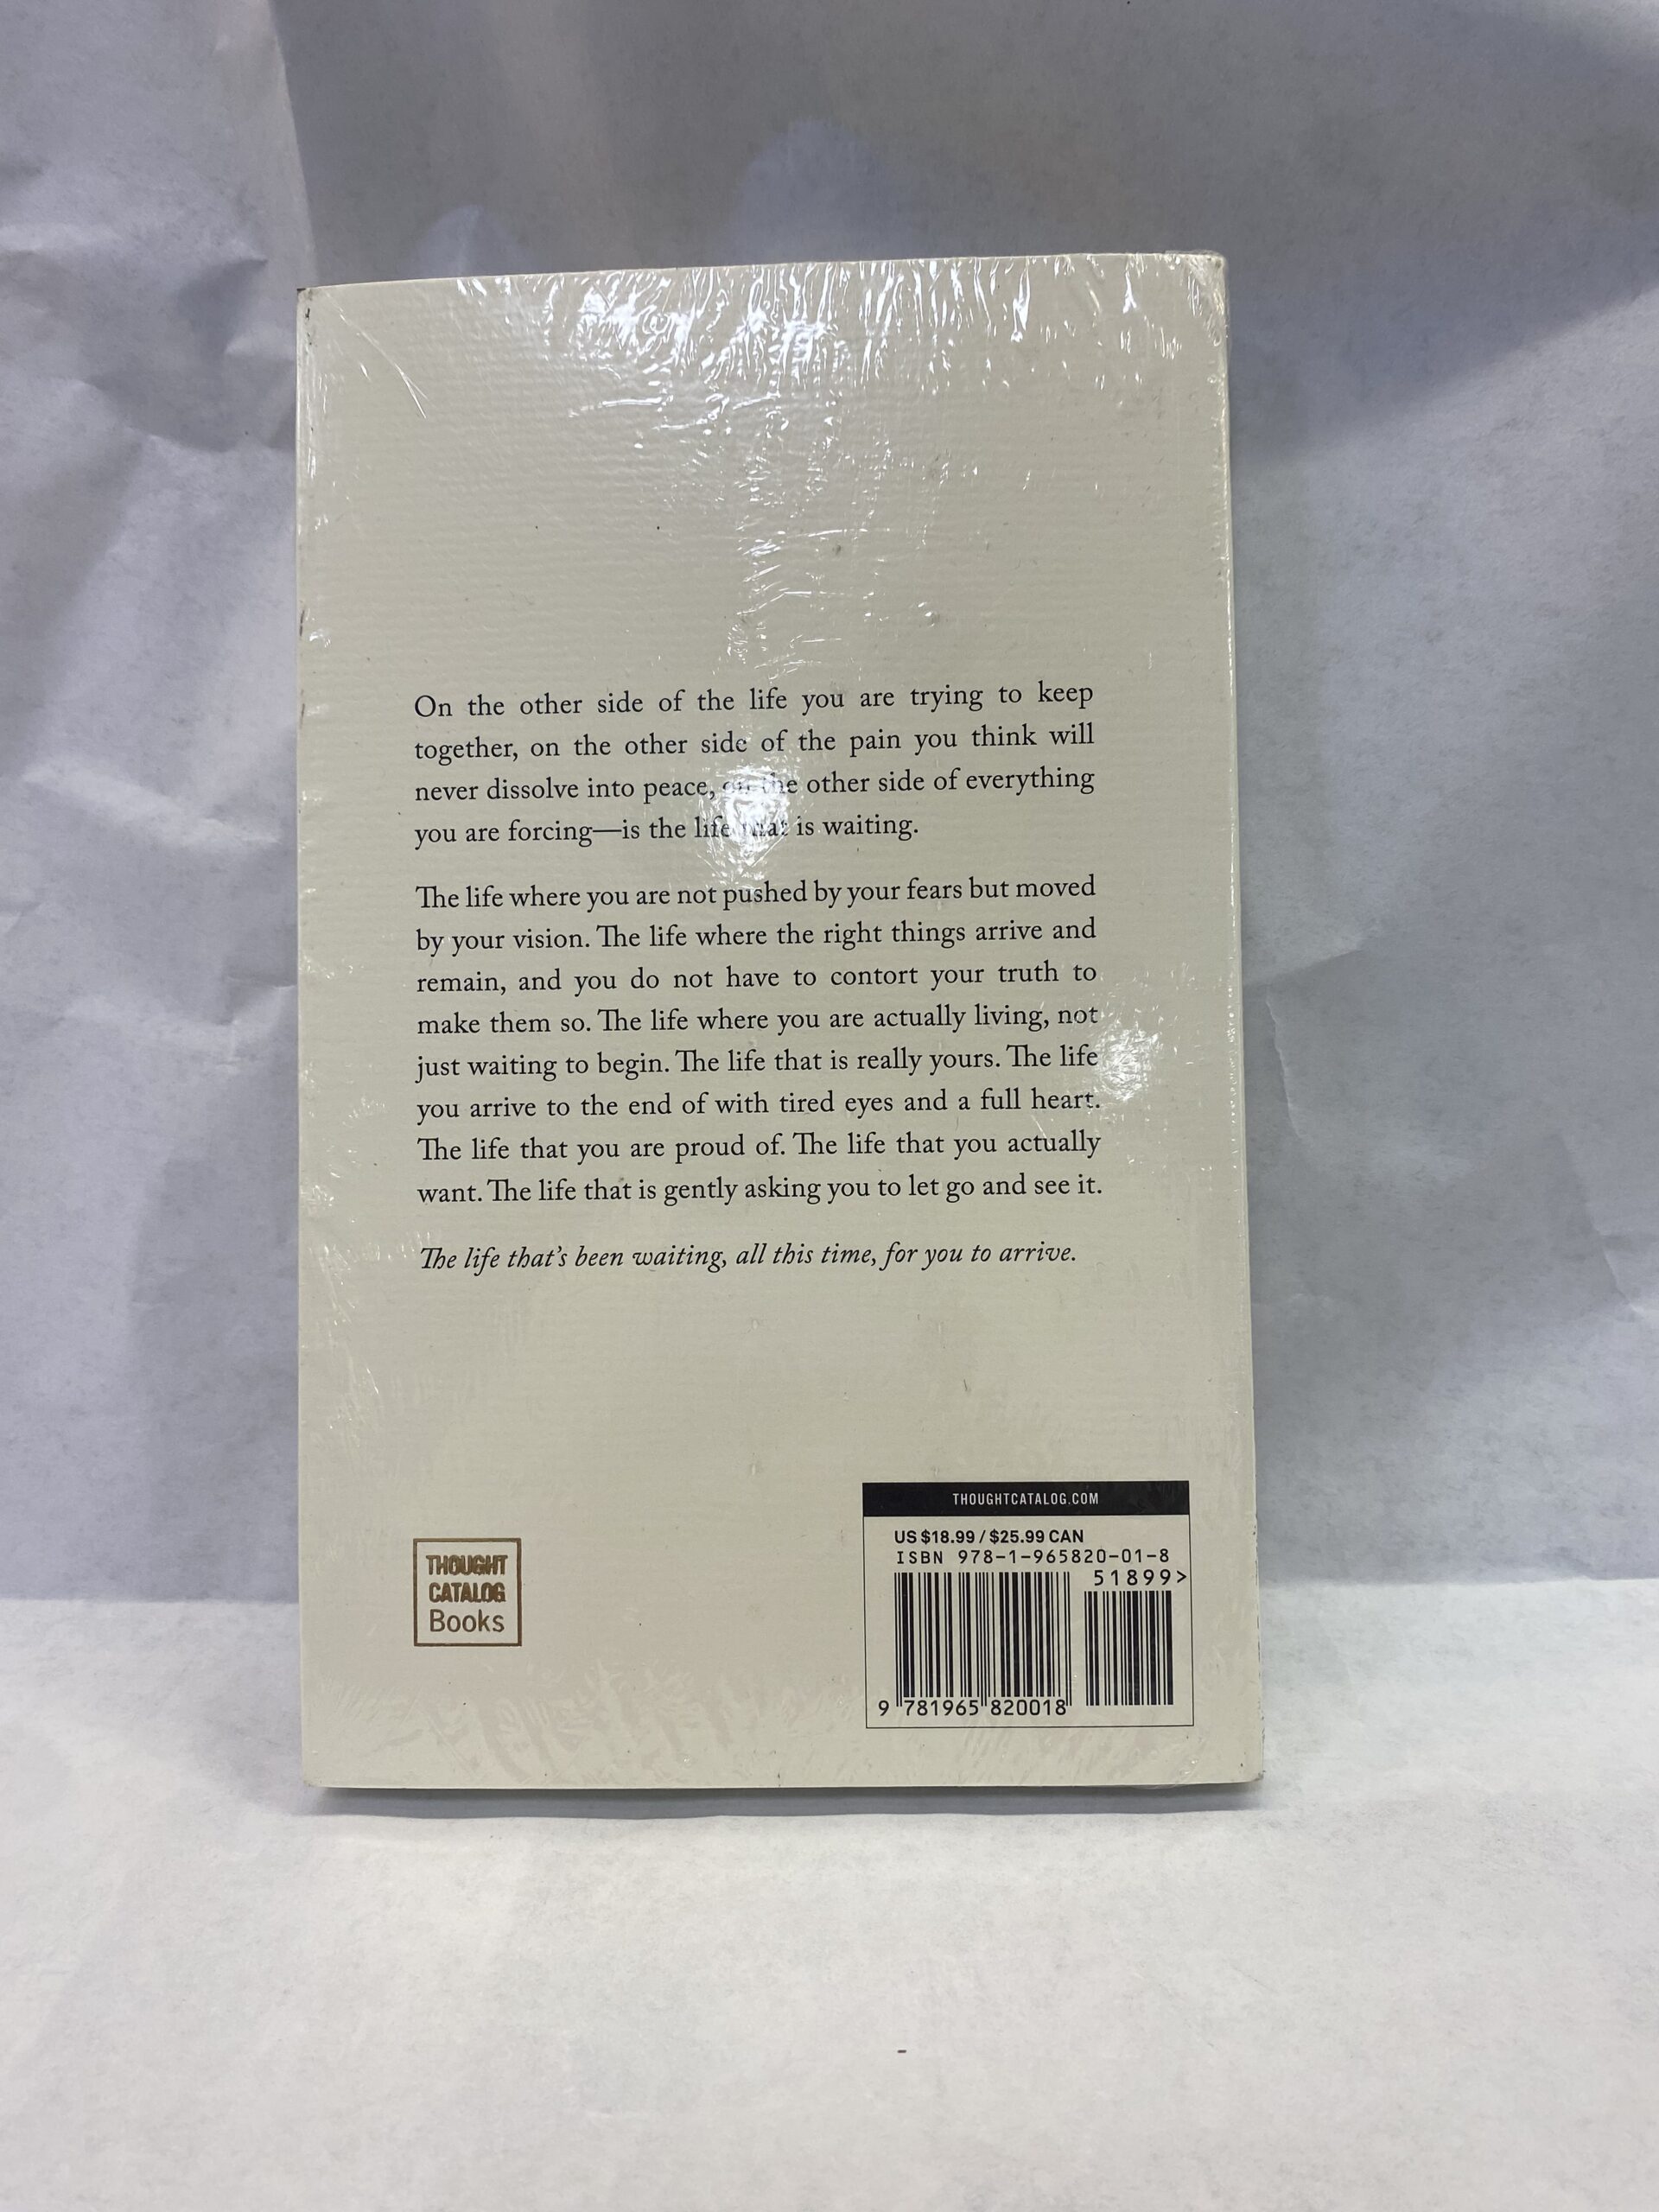 On the other side of the life you are trying to keep
together, on the other side of the pain you think will
never dissolve into peace, on the other side of everything
you are forcing—is the life that is waiting.
The life where you are not pushed by your fears but moved
by your vision. The life where the right things arrive and
remain, and you do not have to contort your truth to
make them so. The life where you are actually living, not
just waiting to begin. The life that is really yours. The life
you arrive to the end of with tired eyes and a full heart.
The life that you are proud of. The life that you actually
want. The life that is gently asking you to let go and see it.
The life that's been waiting, all this time, for you to arrive.
THOUGHT
CATALOG
Books
THOUGHTCATALOG.COM
US $18.99 / $25.99 CAN
ISBN 978-1-965820-01-8
51899>
9 781965 820018